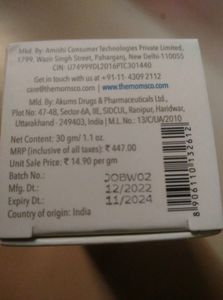 Mkd. By: Amishi Consumer Technologies Private Limited,
1799, Wazir Singh Street, Paharganj, New Delhi-110055
CIN: U74999DL2016PTC301440
Get in touch with us at +91-11- 4309 2112
care@themomsco.com | www.themomsco.com
Mfd. By: Akums Drugs & Pharmaceuticals Ltd.,
Plot No: 47-48, Sector-6A, IIE, SIDCUL, Ranipur, Haridwar,
Uttarakhand - 249403, India | M.L. NO.: 13/CUA/2010
Net Content: 30 gm/ 1.1 oz.
MRP (inclusive of all taxes): ₹ 447.00
Unit Sale Price: ₹ 14.90 per gm
Batch No.: JOBW02
Mfg. Dt.: 12/2022
Expiry Dt.: 11/2024
Country of origin: India
8906110132612